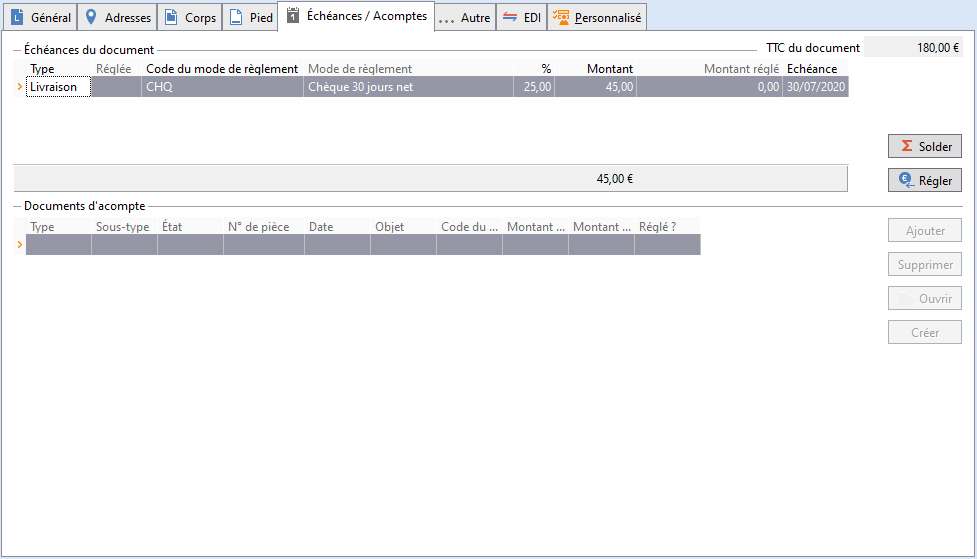 Général Adresses Corps Pied Échéances / Acomptes ... Autre EDI Personnalisé
Échéances du document TTC du document 180,00 €
Type Réglée Code du mode de règlement Mode de règlement % Montant Montant réglé Echéance
Livraison CHQ Chèque 30 jours net 25,00 45,00 0,00 30/07/2020
Solder
45,00 € Régler
Documents d'acompte
Type Sous-type État N° de pièce Date Objet Code du ... Montant ... Montant ... Réglé ?
Ajouter
Supprimer
Ouvrir
Créer